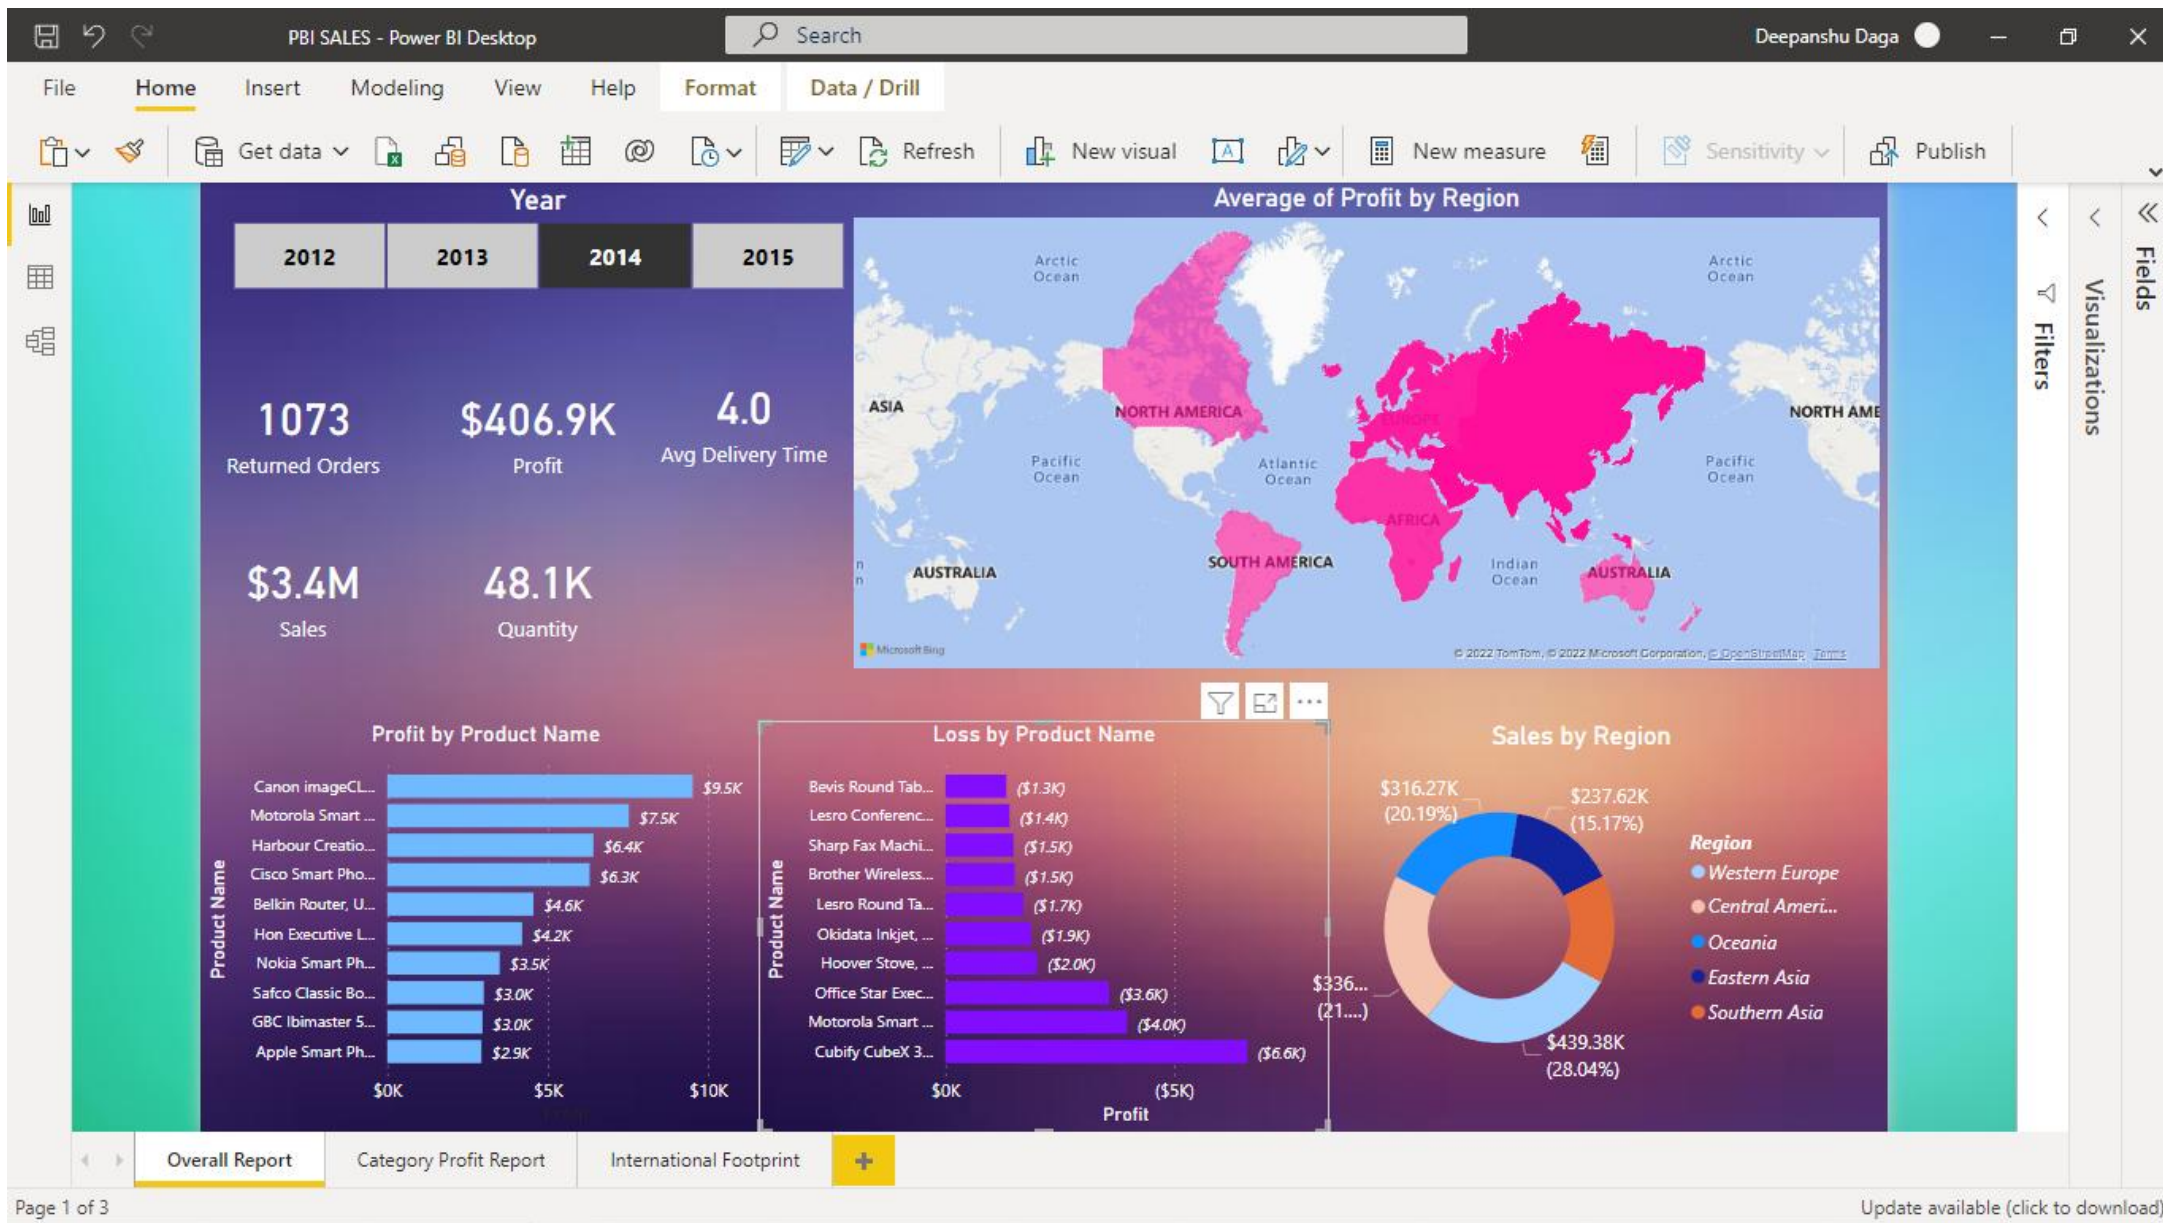 PBI SALES - Power BI Desktop
Search
Deepanshu Daga
File Home Insert Modeling View Help Format Data / Drill
Get data Refresh New visual New measure Sensitivity Publish
Year
2012 2013 2014 2015
1073
Returned Orders
$406.9K
Profit
4.0
Avg Delivery Time
$3.4M
Sales
48.1K
Quantity
Average of Profit by Region
Arctic
Ocean
Arctic
Ocean
ASIA
NORTH AMERICA
EUROPE
NORTH AME
Pacific
Ocean
Atlantic
Ocean
Pacific
Ocean
AFRICA
n
n
AUSTRALIA
SOUTH AMERICA
Indian
Ocean
AUSTRALIA
Microsoft Bing
© 2022 TomTom, © 2022 Microsoft Corporation, © OpenStreetMap Terms
Profit by Product Name
Product Name
Canon imageCL... $9.5K
Motorola Smart ... $7.5K
Harbour Creatio... $6.4K
Cisco Smart Pho... $6.3K
Belkin Router, U... $4.6K
Hon Executive L... $4.2K
Nokia Smart Ph... $3.5K
Safco Classic Bo... $3.0K
GBC Ibimaster 5... $3.0K
Apple Smart Ph... $2.9K
$0K $5K $10K
Loss by Product Name
Product Name
Bevis Round Tab... ($1.3K)
Lesro Conferenc... ($1.4K)
Sharp Fax Machi... ($1.5K)
Brother Wireless... ($1.5K)
Lesro Round Ta... ($1.7K)
Okidata Inkjet, ... ($1.9K)
Hoover Stove, ... ($2.0K)
Office Star Exec... ($3.6K)
Motorola Smart ... ($4.0K)
Cubify CubeX 3... ($6.6K)
$0K ($5K)
Profit
Sales by Region
$316.27K
(20.19%)
$237.62K
(15.17%)
$336...
(21....)
$439.38K
(28.04%)
Region
Western Europe
Central Ameri...
Oceania
Eastern Asia
Southern Asia
Filters
Visualizations
Fields
Overall Report Category Profit Report International Footprint
Page 1 of 3
Update available (click to download)